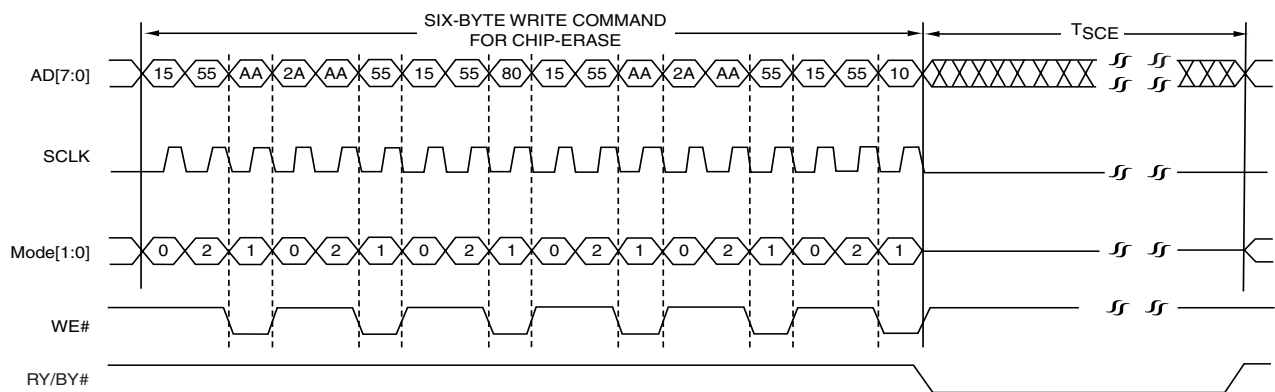 SIX-BYTE WRITE COMMAND
FOR CHIP-ERASE
TSCE
AD[7:0] 15 55 AA 2A AA 55 15 55 80 15 55 AA 2A AA 55 15 55 10
SCLK
Mode[1:0] 0 2 1 0 2 1 0 2 1 0 2 1 0 2 1 0 2 1
WE#
RY/BY#